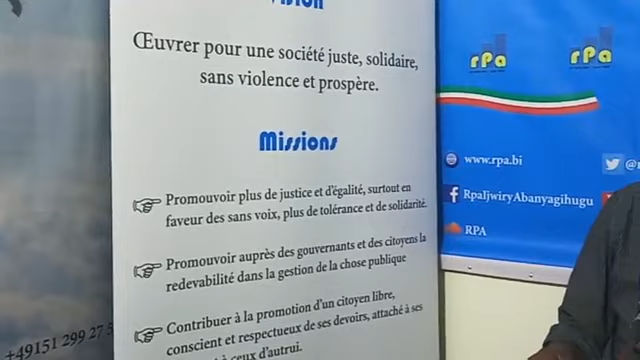 Vision
Œuvrer pour une société juste, solidaire,
sans violence et prospère.
Missions
Promouvoir plus de justice et d'égalité, surtout en
faveur des sans voix, plus de tolérance et de solidarité.
Promouvoir auprès des gouvernants et des citoyens la
redevabilité dans la gestion de la chose publique
Contribuer à la promotion d'un citoyen libre,
conscient et respectueux de ses devoirs, attaché à ses
à ceux d'autrui.
+49151 299 27 5
rPa
rPa
www.rpa.bi
RpaIjwiryAbanyagihugu
RPA